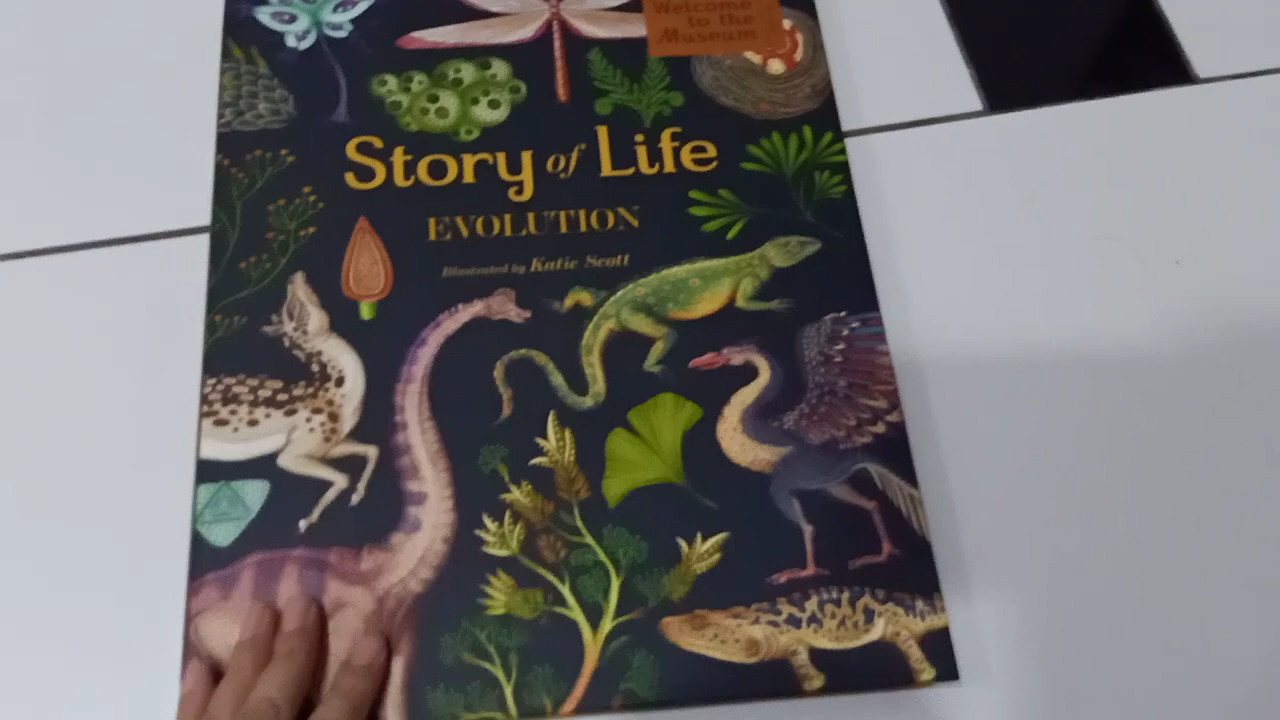 Welcome
to the
Museum
Story of Life
EVOLUTION
Illustrated by Katie Scott